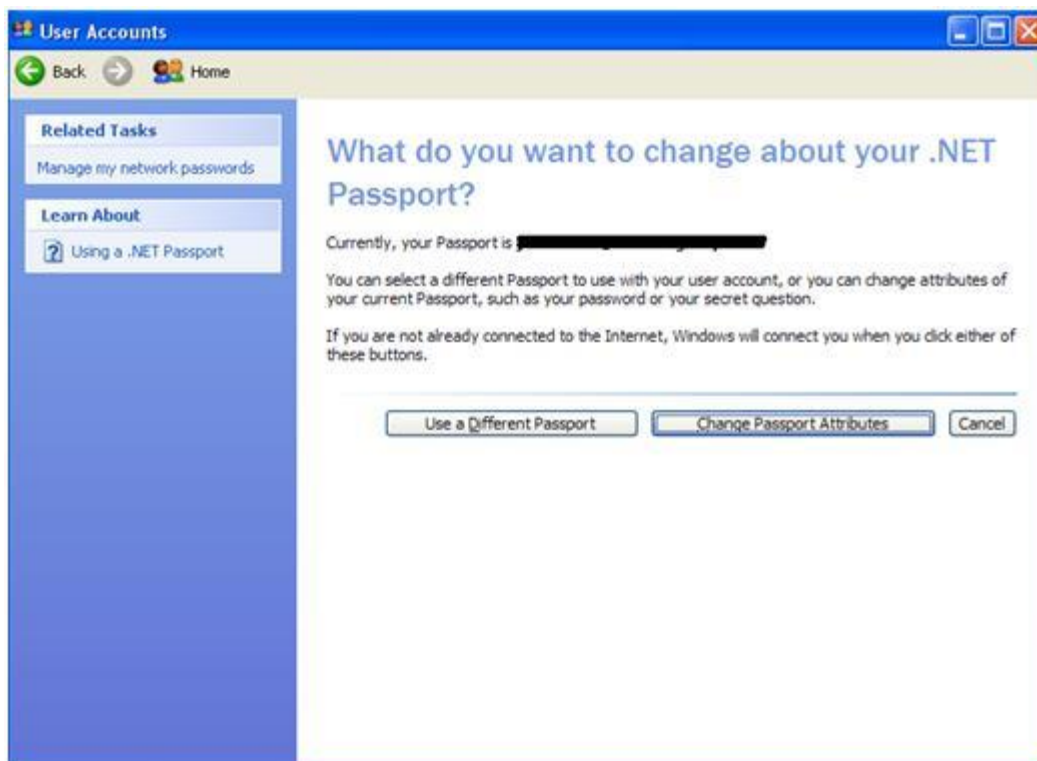 User Accounts
Back Home
Related Tasks
Manage my network passwords
Learn About
Using a .NET Passport
What do you want to change about your .NET
Passport?
Currently, your Passport is
You can select a different Passport to use with your user account, or you can change attributes of
your current Passport, such as your password or your secret question.
If you are not already connected to the Internet, Windows will connect you when you click either of
these buttons.
Use a Different Passport Change Passport Attributes Cancel